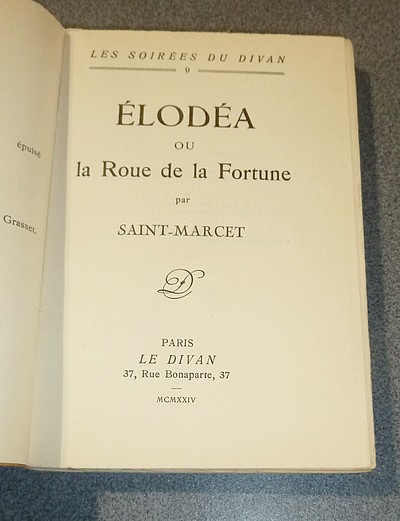 épuisé
Grasset.
LES SOIRÉES DU DIVAN
9
ÉLODÉA
OU
la Roue de la Fortune
par
SAINT-MARCET
D
PARIS
LE DIVAN
37, Rue Bonaparte, 37
MCMXXIV